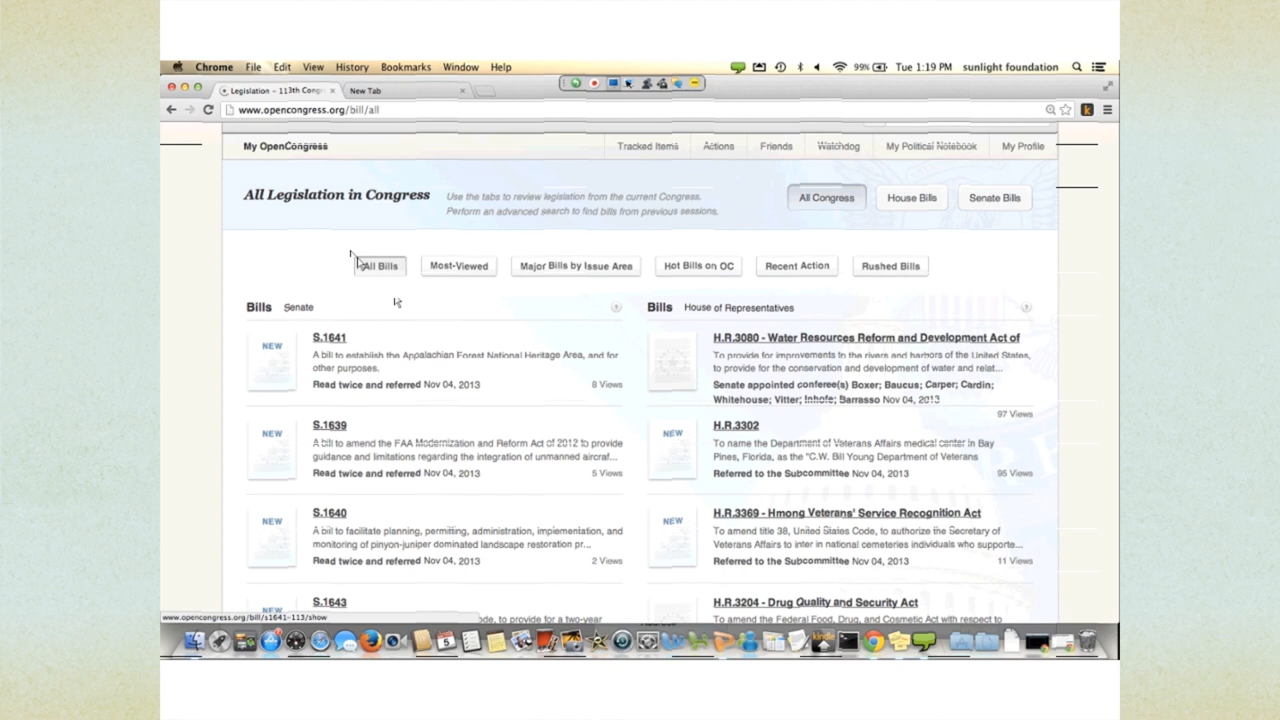 Chrome File Edit View History Bookmarks Window Help 99% Tue 1:19 PM sunlight foundation
Legislation - 113th Congr × New Tab ×
www.opencongress.org/bill/all
My OpenCongress Tracked Items Actions Friends Watchdog My Political Notebook My Profile
All Legislation in Congress
Use the tabs to review legislation from the current Congress.
Perform an advanced search to find bills from previous sessions.
All Congress House Bills Senate Bills
All Bills Most-Viewed Major Bills by Issue Area Hot Bills on OC Recent Action Rushed Bills
Bills Senate ?
NEW
S.1641
A bill to establish the Appalachian Forest National Heritage Area, and for
other purposes.
Read twice and referred Nov 04, 2013 8 Views
NEW
S.1639
A bill to amend the FAA Modernization and Reform Act of 2012 to provide
guidance and limitations regarding the integration of unmanned aircraf...
Read twice and referred Nov 04, 2013 5 Views
NEW
S.1640
A bill to facilitate planning, permitting, administration, implementation, and
monitoring of pinyon-juniper dominated landscape restoration pr...
Read twice and referred Nov 04, 2013 2 Views
NEW
S.1643
ode, to provide for a two-year
Bills House of Representatives ?
H.R.3080 - Water Resources Reform and Development Act of
To provide for improvements to the rivers and harbors of the United States,
to provide for the conservation and development of water and relat...
Senate appointed conferee(s) Boxer; Baucus; Carper; Cardin;
Whitehouse; Vitter; Inhofe; Barrasso Nov 04, 2013
97 Views
NEW
H.R.3302
To name the Department of Veterans Affairs medical center in Bay
Pines, Florida, as the "C.W. Bill Young Department of Veterans
Referred to the Subcommittee Nov 04, 2013 95 Views
NEW
H.R.3369 - Hmong Veterans' Service Recognition Act
To amend title 38, United States Code, to authorize the Secretary of
Veterans Affairs to inter in national cemeteries individuals who supporte...
Referred to the Subcommittee Nov 04, 2013 11 Views
H.R.3204 - Drug Quality and Security Act
To amend the Federal Food, Drug, and Cosmetic Act with respect to
www.opencongress.org/bill/s1641-113/show
5
kindle